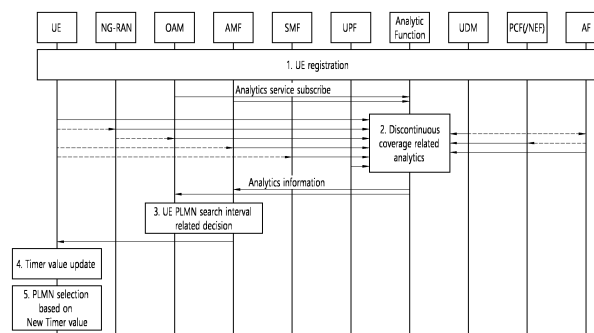 UE NG-RAN OAM AMF SMF UPF Analytic Function UDM PCF(/NEF) AF
1. UE registration
Analytics service subscribe
2. Discontinuous
coverage related
analytics
Analytics information
3. UE PLMN search interval
related decision
4. Timer value update
5. PLMN selection
based on
New Timer value